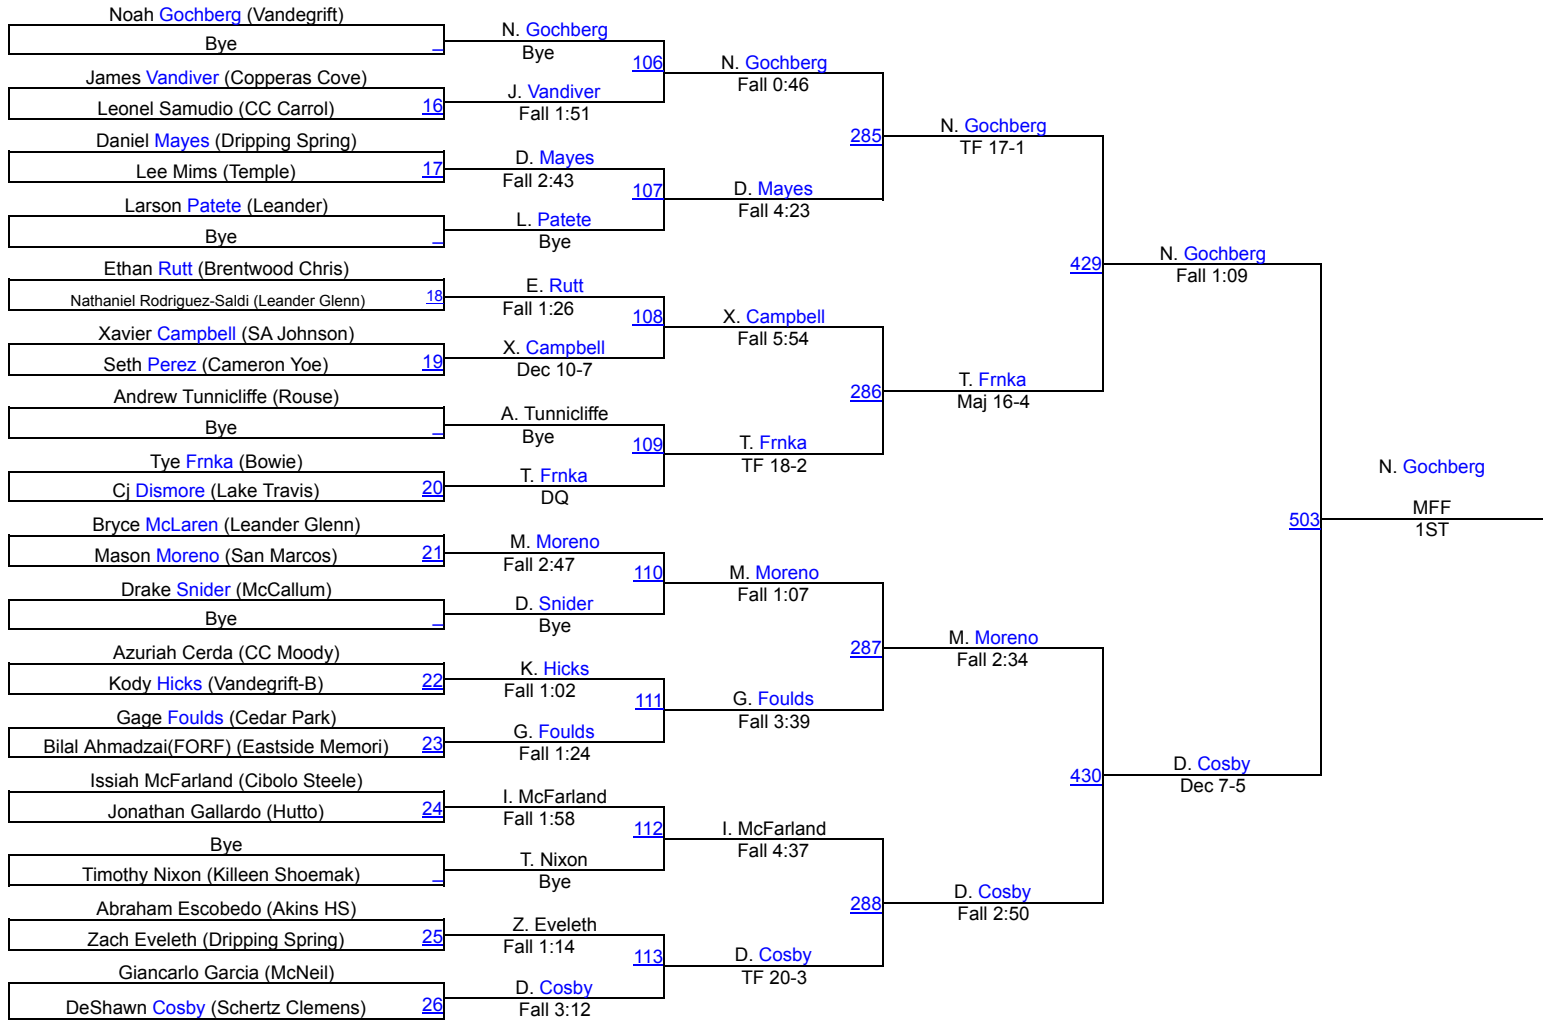 Noah Gochberg (Vandegrift)
Bye
James Vandiver (Copperas Cove)
Leonel Samudio (CC Carrol)
16
Daniel Mayes (Dripping Spring)
Lee Mims (Temple)
17
Larson Patete (Leander)
Bye
Ethan Rutt (Brentwood Chris)
Nathaniel Rodriguez-Saldi (Leander Glenn)
18
Xavier Campbell (SA Johnson)
Seth Perez (Cameron Yoe)
19
Andrew Tunnicliffe (Rouse)
Bye
Tye Frnka (Bowie)
Cj Dismore (Lake Travis)
20
Bryce McLaren (Leander Glenn)
Mason Moreno (San Marcos)
21
Drake Snider (McCallum)
Bye
Azuriah Cerda (CC Moody)
Kody Hicks (Vandegrift-B)
22
Gage Foulds (Cedar Park)
Bilal Ahmadzai(FORF) (Eastside Memori)
23
Issiah McFarland (Cibolo Steele)
Jonathan Gallardo (Hutto)
24
Bye
Timothy Nixon (Killeen Shoemak)
Abraham Escobedo (Akins HS)
Zach Eveleth (Dripping Spring)
25
Giancarlo Garcia (McNeil)
DeShawn Cosby (Schertz Clemens)
26
N. Gochberg
Bye
106
J. Vandiver
Fall 1:51
D. Mayes
Fall 2:43
107
L. Patete
Bye
E. Rutt
Fall 1:26
108
X. Campbell
Dec 10-7
A. Tunnicliffe
Bye
109
T. Frnka
DQ
M. Moreno
Fall 2:47
110
D. Snider
Bye
K. Hicks
Fall 1:02
111
G. Foulds
Fall 1:24
I. McFarland
Fall 1:58
112
T. Nixon
Bye
Z. Eveleth
Fall 1:14
113
D. Cosby
Fall 3:12
N. Gochberg
Fall 0:46
285
D. Mayes
Fall 4:23
X. Campbell
Fall 5:54
286
T. Frnka
TF 18-2
M. Moreno
Fall 1:07
287
G. Foulds
Fall 3:39
I. McFarland
Fall 4:37
288
D. Cosby
TF 20-3
N. Gochberg
TF 17-1
429
T. Frnka
Maj 16-4
M. Moreno
Fall 2:34
430
D. Cosby
Fall 2:50
N. Gochberg
Fall 1:09
503
D. Cosby
Dec 7-5
N. Gochberg
MFF
1ST